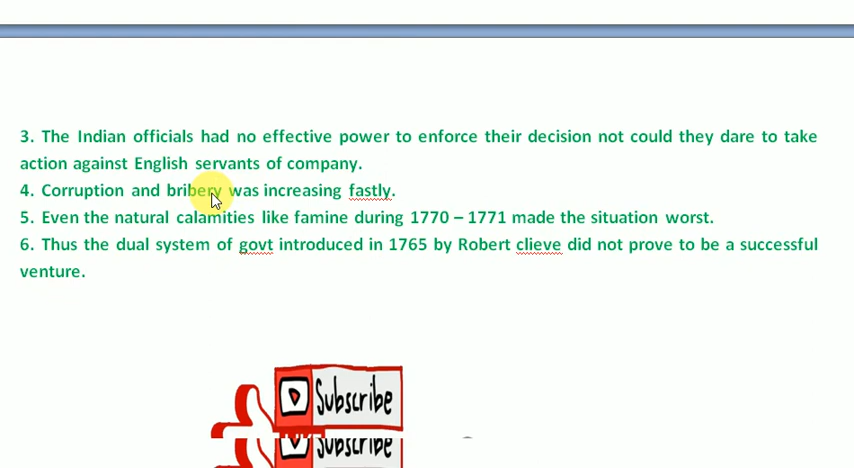 3. The Indian officials had no effective power to enforce their decision not could they dare to take
action against English servants of company.
4. Corruption and bribery was increasing fastly.
5. Even the natural calamities like famine during 1770 – 1771 made the situation worst.
6. Thus the dual system of govt introduced in 1765 by Robert clieve did not prove to be a successful
venture.
Subscribe
Subscribe